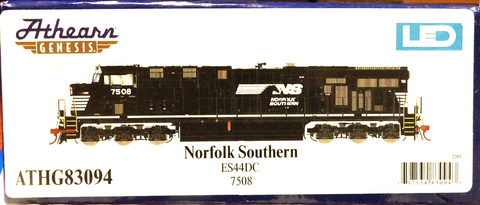 Athearn
GENESIS
LED
7508
NS
NORFOLK
SOUTHERN
Norfolk Southern
ES44DC
7508
ATHG83094